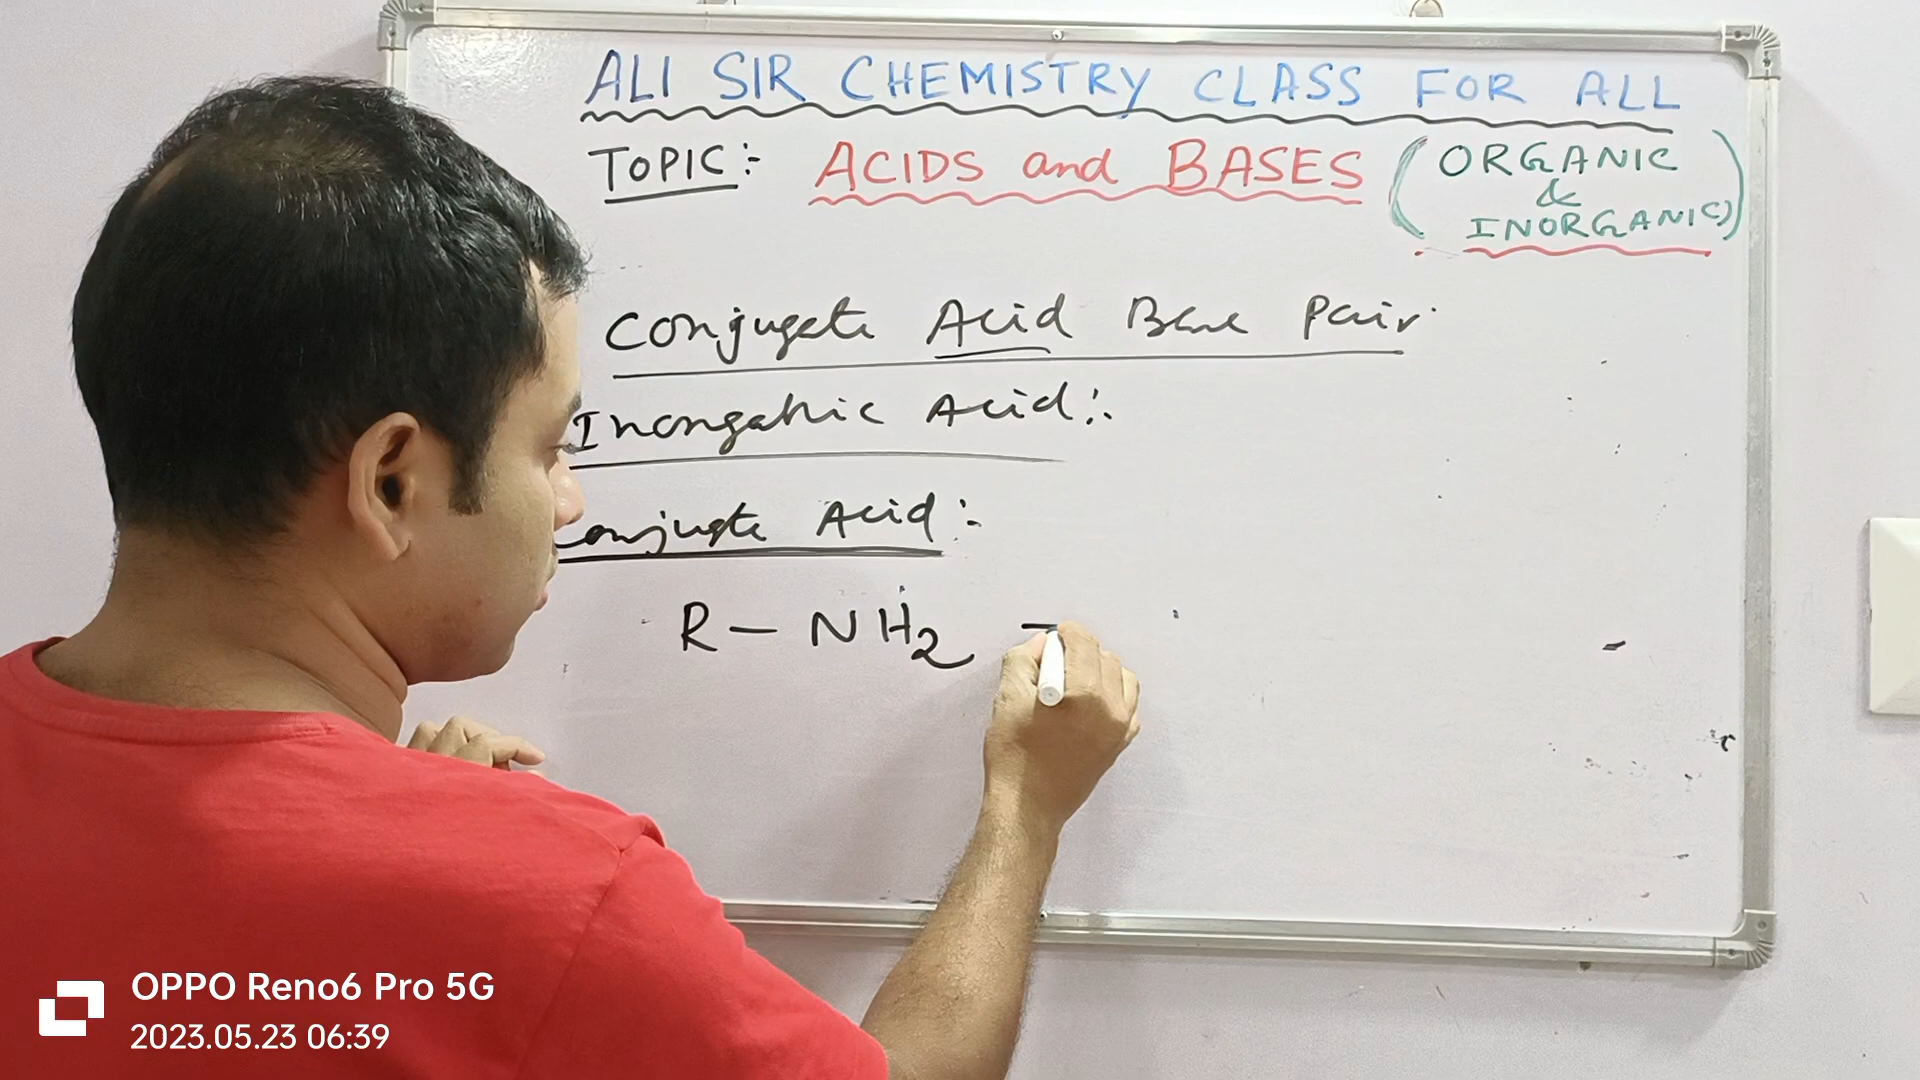 ALI SIR CHEMISTRY CLASS FOR ALL
TOPIC:- ACIDS and BASES (ORGANIC
&
INORGANIC)
Conjugate Acid Base Pair.
Inorganic Acid:-
Conjugate Acid:-
R — NH2 —
OPPO Reno6 Pro 5G
2023.05.23 06:39